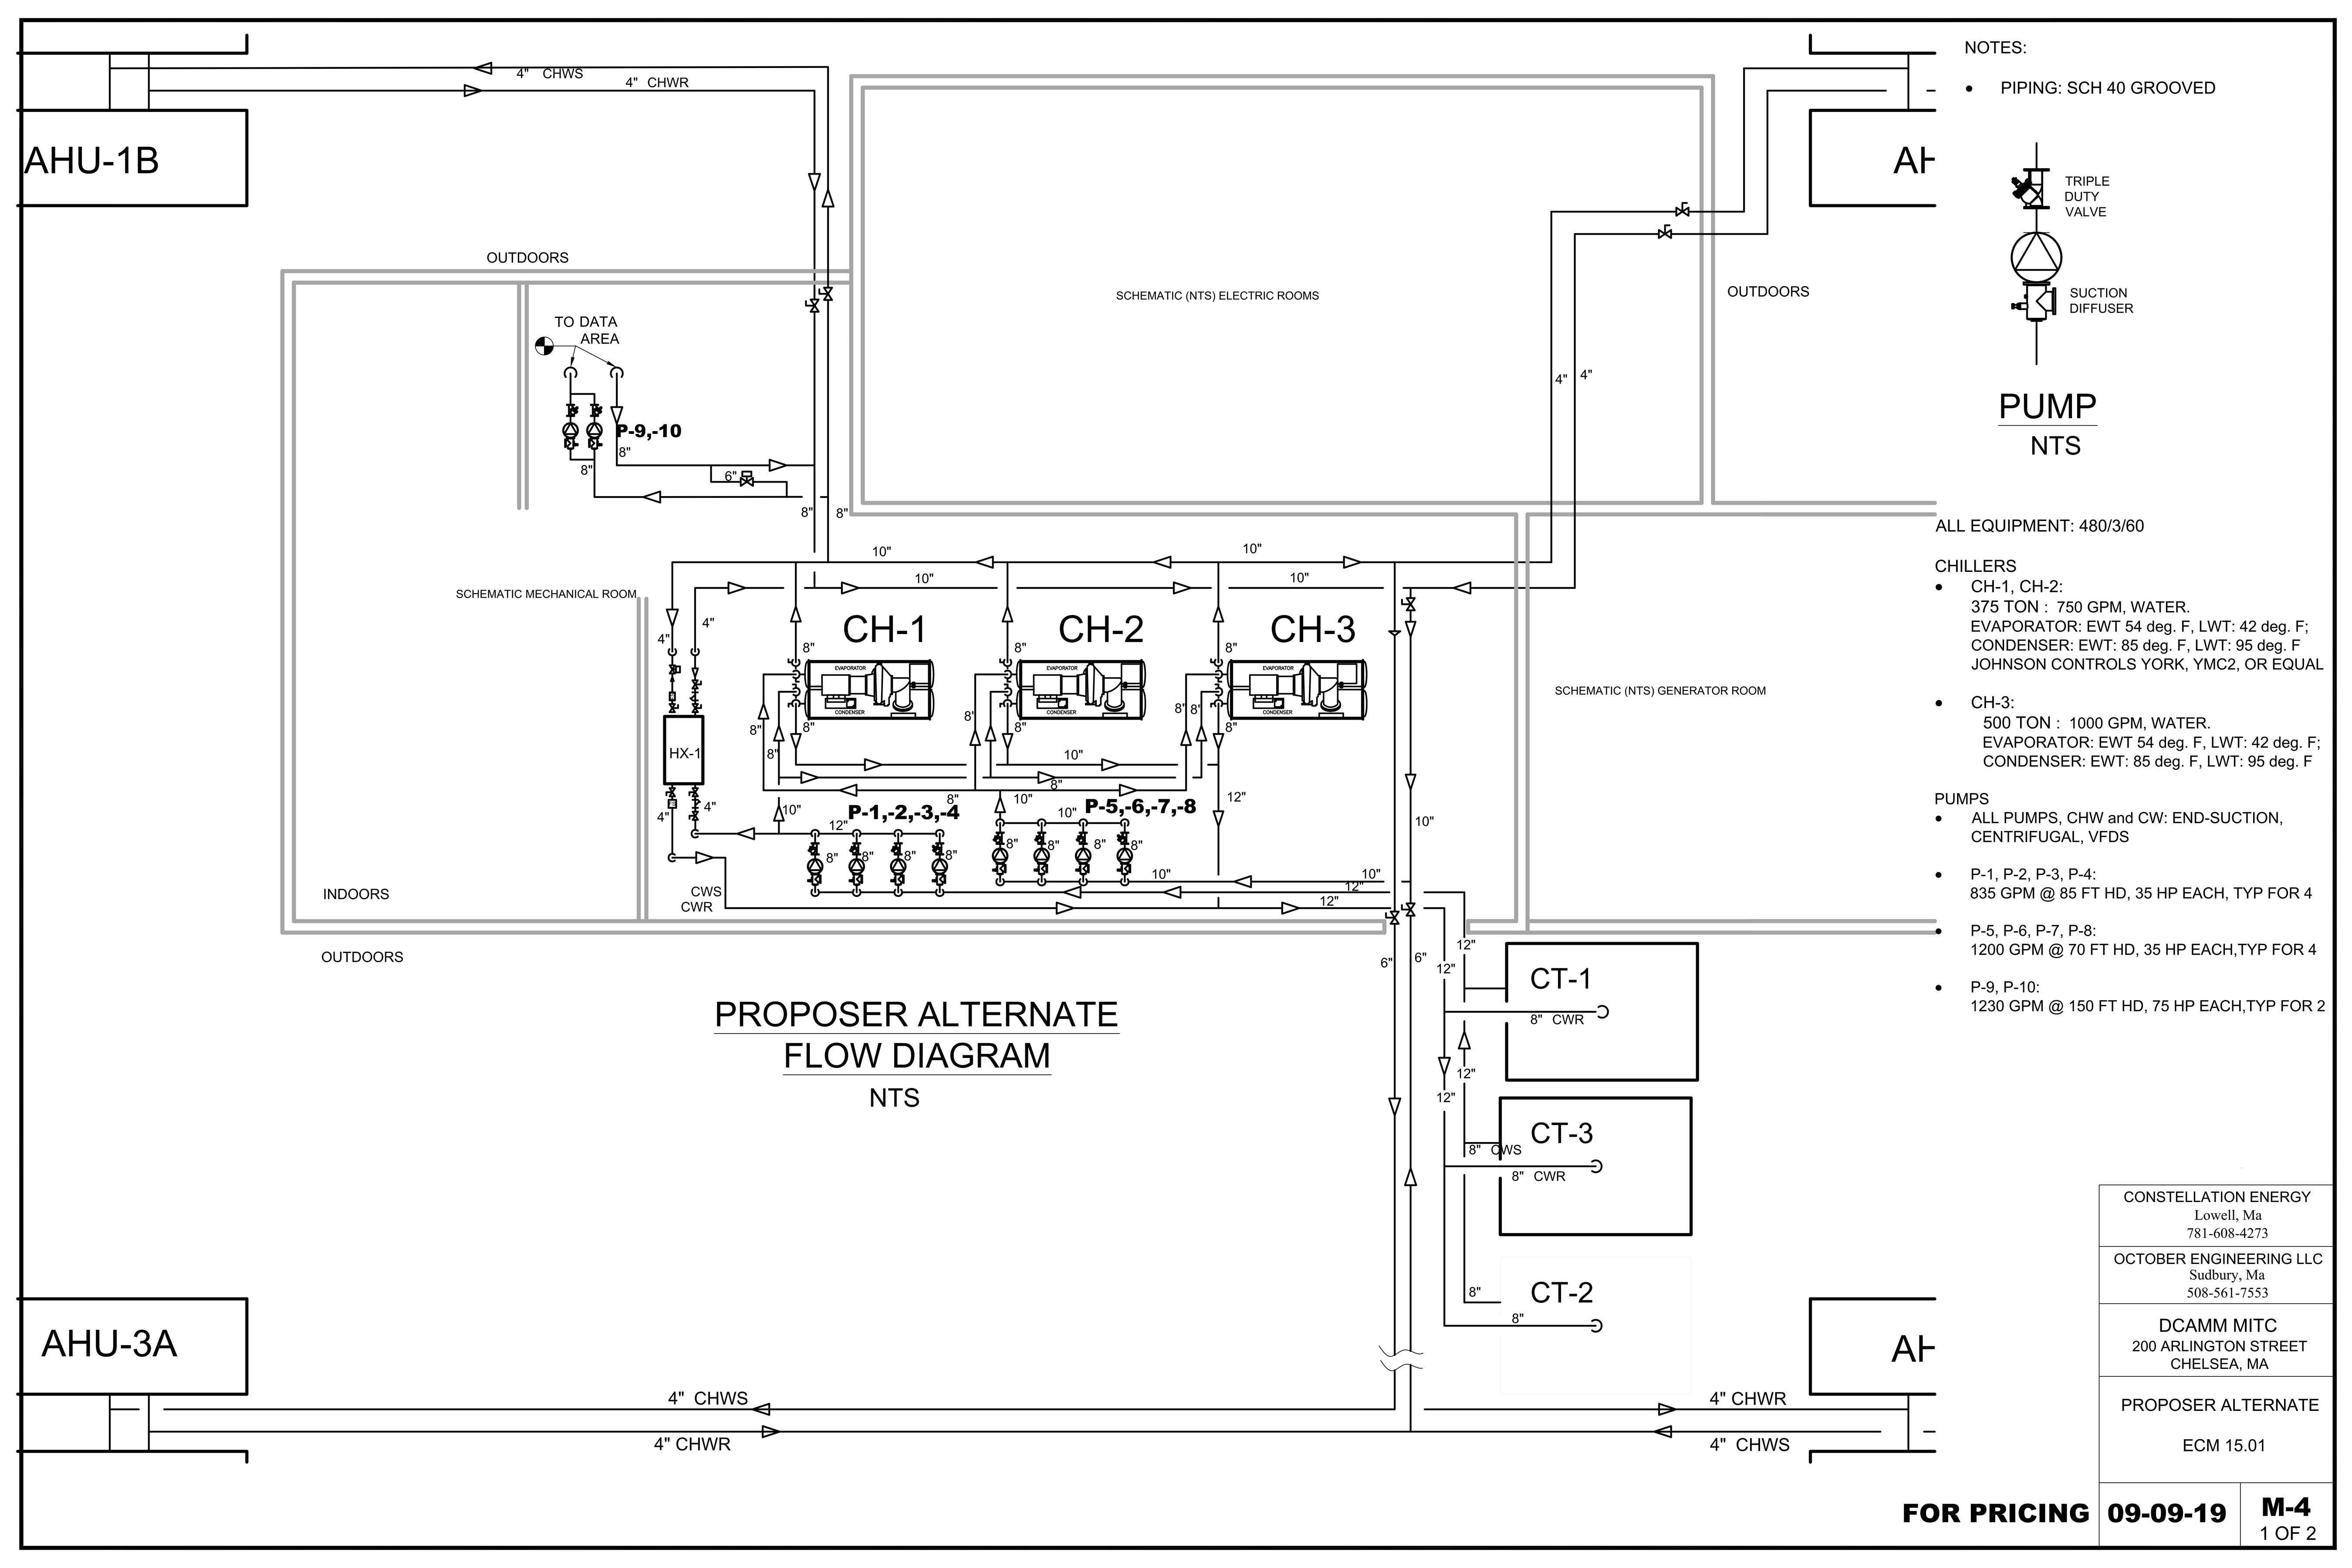 4" CHWS
4" CHWR
AHU-1B
OUTDOORS
TO DATA
AREA
P-9,-10
8"
8"
6"
8"
8"
SCHEMATIC (NTS) ELECTRIC ROOMS
OUTDOORS
4"
4"
AH
NOTES:
• PIPING: SCH 40 GROOVED
TRIPLE
DUTY
VALVE
SUCTION
DIFFUSER
PUMP
NTS
ALL EQUIPMENT: 480/3/60
CHILLERS
• CH-1, CH-2:
375 TON : 750 GPM, WATER.
EVAPORATOR: EWT 54 deg. F, LWT: 42 deg. F;
CONDENSER: EWT: 85 deg. F, LWT: 95 deg. F
JOHNSON CONTROLS YORK, YMC2, OR EQUAL
• CH-3:
500 TON : 1000 GPM, WATER.
EVAPORATOR: EWT 54 deg. F, LWT: 42 deg. F;
CONDENSER: EWT: 85 deg. F, LWT: 95 deg. F
PUMPS
• ALL PUMPS, CHW and CW: END-SUCTION,
CENTRIFUGAL, VFDS
• P-1, P-2, P-3, P-4:
835 GPM @ 85 FT HD, 35 HP EACH, TYP FOR 4
• P-5, P-6, P-7, P-8:
1200 GPM @ 70 FT HD, 35 HP EACH,TYP FOR 4
• P-9, P-10:
1230 GPM @ 150 FT HD, 75 HP EACH,TYP FOR 2
10"
10"
10"
10"
SCHEMATIC MECHANICAL ROOM
4"
4"
CH-1
CH-2
CH-3
8"
8"
8"
EVAPORATOR
CONDENSER
EVAPORATOR
CONDENSER
EVAPORATOR
CONDENSER
SCHEMATIC (NTS) GENERATOR ROOM
8"
8"
8"
8"
8"
8"
8"
8"
HX-1
10"
8"
8"
10"
12"
4"
4"
10"
P-1,-2,-3,-4
12"
10"
P-5,-6,-7,-8
10"
8"
8"
8"
8"
8"
8"
8"
8"
10"
10"
12"
12"
CWS
CWR
INDOORS
OUTDOORS
6"
6"
12"
12"
CT-1
8" CWR
12"
12"
CT-3
8" CWS
8" CWR
CT-2
8"
8"
PROPOSER ALTERNATE
FLOW DIAGRAM
NTS
AHU-3A
AH
4" CHWS
4" CHWR
4" CHWR
4" CHWS
CONSTELLATION ENERGY
Lowell, Ma
781-608-4273
OCTOBER ENGINEERING LLC
Sudbury, Ma
508-561-7553
DCAMM MITC
200 ARLINGTON STREET
CHELSEA, MA
PROPOSER ALTERNATE
ECM 15.01
FOR PRICING
09-09-19
M-4
1 OF 2